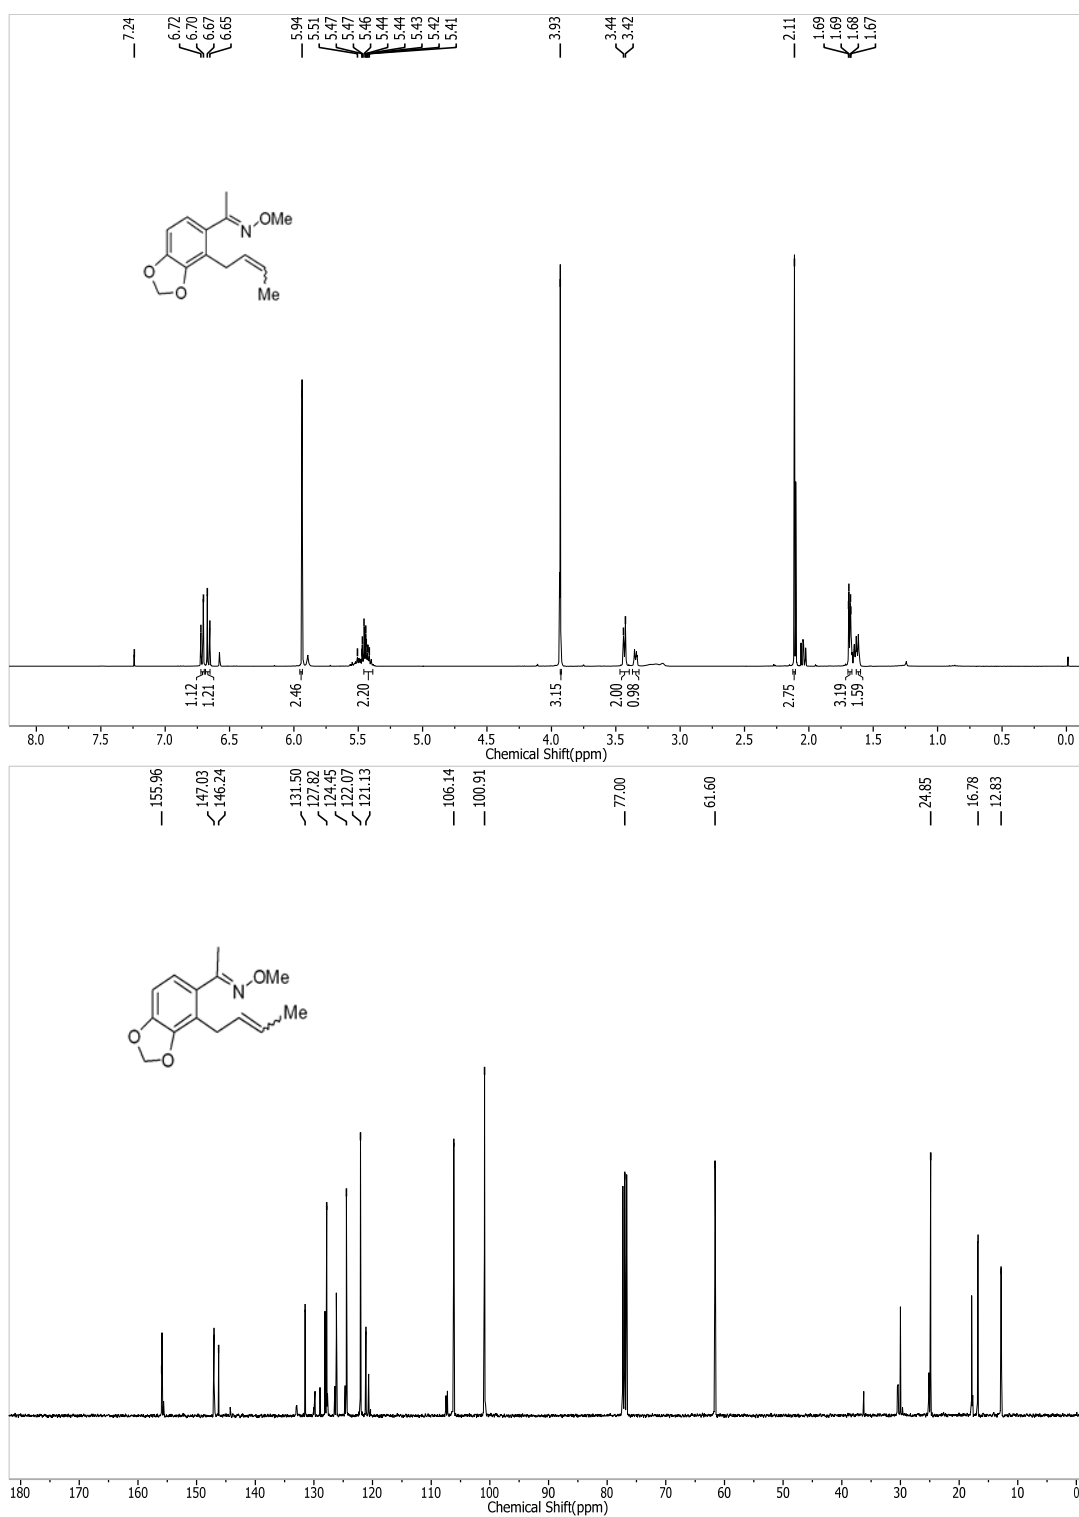 7.24 6.72 6.70 6.67 6.65 5.94 5.51 5.47 5.47 5.46 5.44 5.44 5.43 5.42 5.41 3.93 3.44 3.42 2.11 1.69 1.69 1.68 1.67
OMe
N
O
O
Me
1.12 1.21 2.46 2.20 3.15 2.00 0.98 2.75 3.19 1.59
8.0 7.5 7.0 6.5 6.0 5.5 5.0 4.5 4.0 3.5 3.0 2.5 2.0 1.5 1.0 0.5 0.0
Chemical Shift(ppm)
155.96 147.03 146.24 131.50 127.82 124.45 122.07 121.13 106.14 100.91 77.00 61.60 24.85 16.78 12.83
OMe
N
Me
O
O
180 170 160 150 140 130 120 110 100 90 80 70 60 50 40 30 20 10 0
Chemical Shift(ppm)